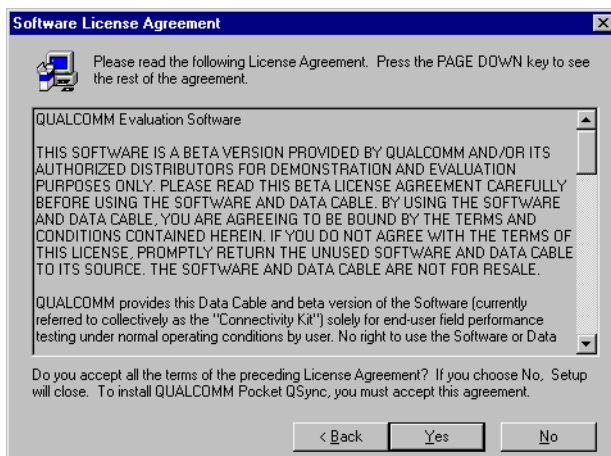 Software License Agreement
Please read the following License Agreement. Press the PAGE DOWN key to see
the rest of the agreement.
QUALCOMM Evaluation Software
THIS SOFTWARE IS A BETA VERSION PROVIDED BY QUALCOMM AND/OR ITS
AUTHORIZED DISTRIBUTORS FOR DEMONSTRATION AND EVALUATION
PURPOSES ONLY. PLEASE READ THIS BETA LICENSE AGREEMENT CAREFULLY
BEFORE USING THE SOFTWARE AND DATA CABLE. BY USING THE SOFTWARE
AND DATA CABLE, YOU ARE AGREEING TO BE BOUND BY THE TERMS AND
CONDITIONS CONTAINED HEREIN. IF YOU DO NOT AGREE WITH THE TERMS OF
THIS LICENSE, PROMPTLY RETURN THE UNUSED SOFTWARE AND DATA CABLE
TO ITS SOURCE. THE SOFTWARE AND DATA CABLE ARE NOT FOR RESALE.
QUALCOMM provides this Data Cable and beta version of the Software (currently
referred to collectively as the "Connectivity Kit") solely for end-user field performance
testing under normal operating conditions by user. No right to use the Software or Data
Do you accept all the terms of the preceding License Agreement? If you choose No, Setup
will close. To install QUALCOMM Pocket QSync, you must accept this agreement.
< Back
Yes
No